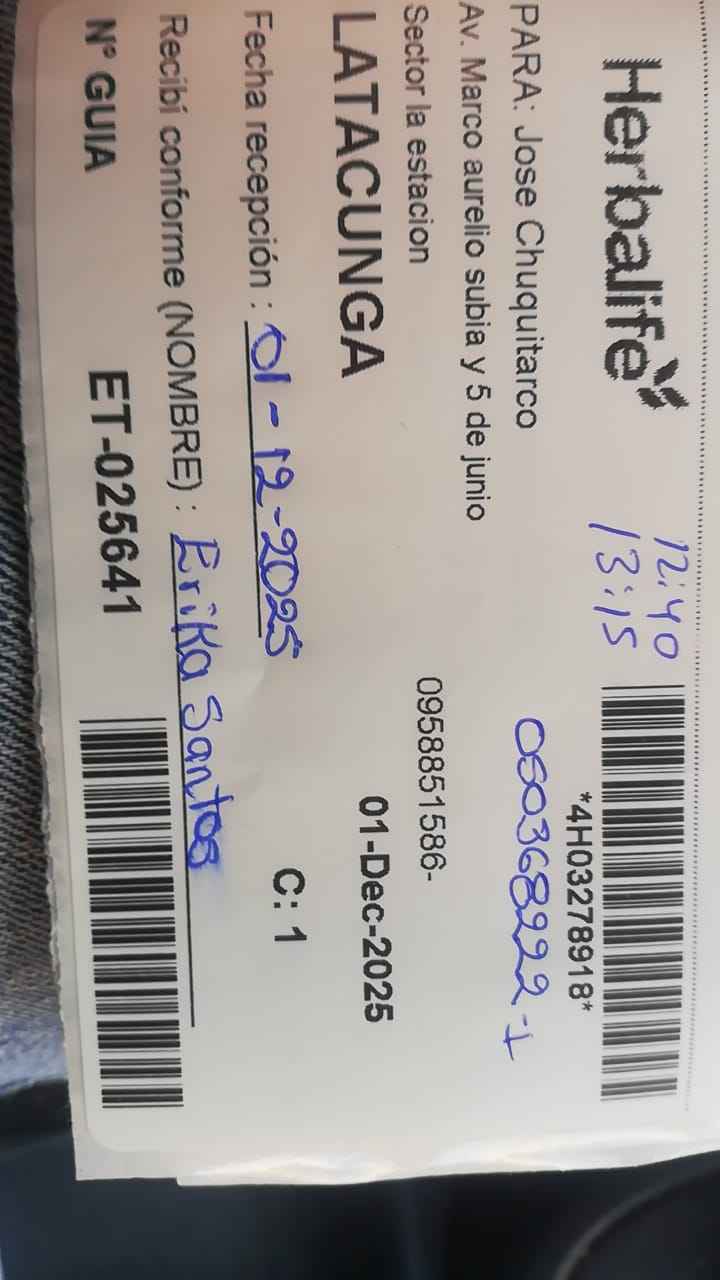 Herbalife
12:40
13:15
*4H03278918*
PARA: Jose Chuquitarco
050368222-1
Av. Marco aurelio subia y 5 de junio
Sector la estacion
0958851586-
LATACUNGA
01-Dec-2025
Fecha recepción : 01-12-2025
C: 1
Recibí conforme (NOMBRE) : Erika Santos
N° GUIA
ET-025641